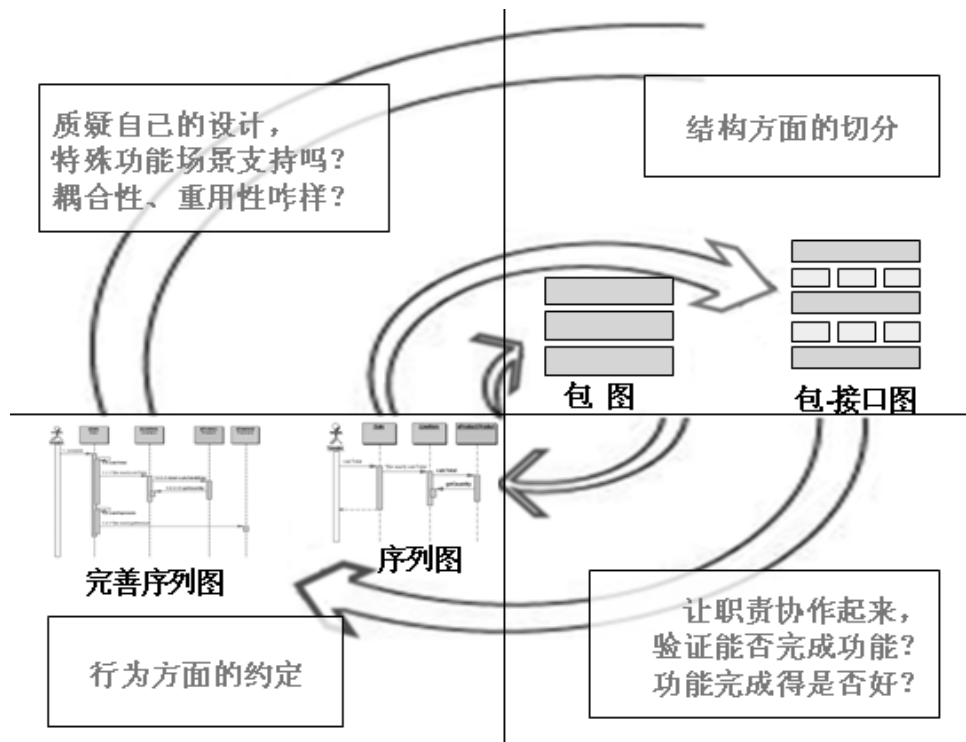 质疑自己的设计，
特殊功能场景支持吗？
耦合性、重用性咋样？
结构方面的切分
包 图
包-接口图
完善序列图
序列图
行为方面的约定
让职责协作起来，
验证能否完成功能？
功能完成得是否好？